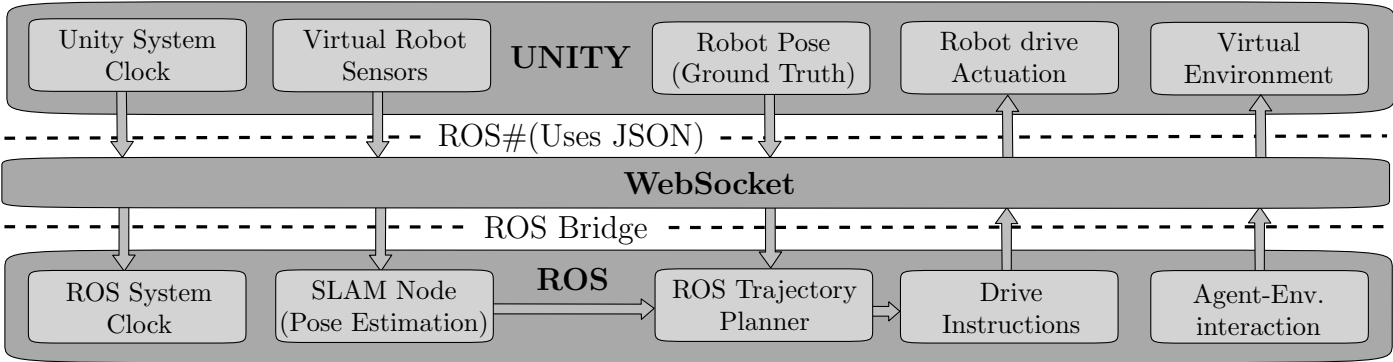 Unity System
Clock
Virtual Robot
Sensors
UNITY
Robot Pose
(Ground Truth)
Robot drive
Actuation
Virtual
Environment
ROS#(Uses JSON)
WebSocket
ROS Bridge
ROS System
Clock
SLAM Node
(Pose Estimation)
ROS
ROS Trajectory
Planner
Drive
Instructions
Agent-Env.
interaction